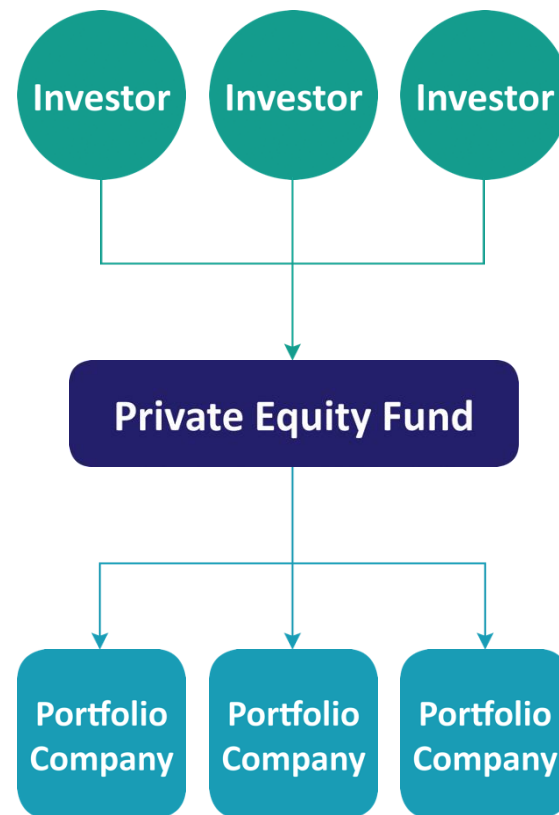 Investor Investor Investor
Private Equity Fund
Portfolio Portfolio Portfolio
Company Company Company